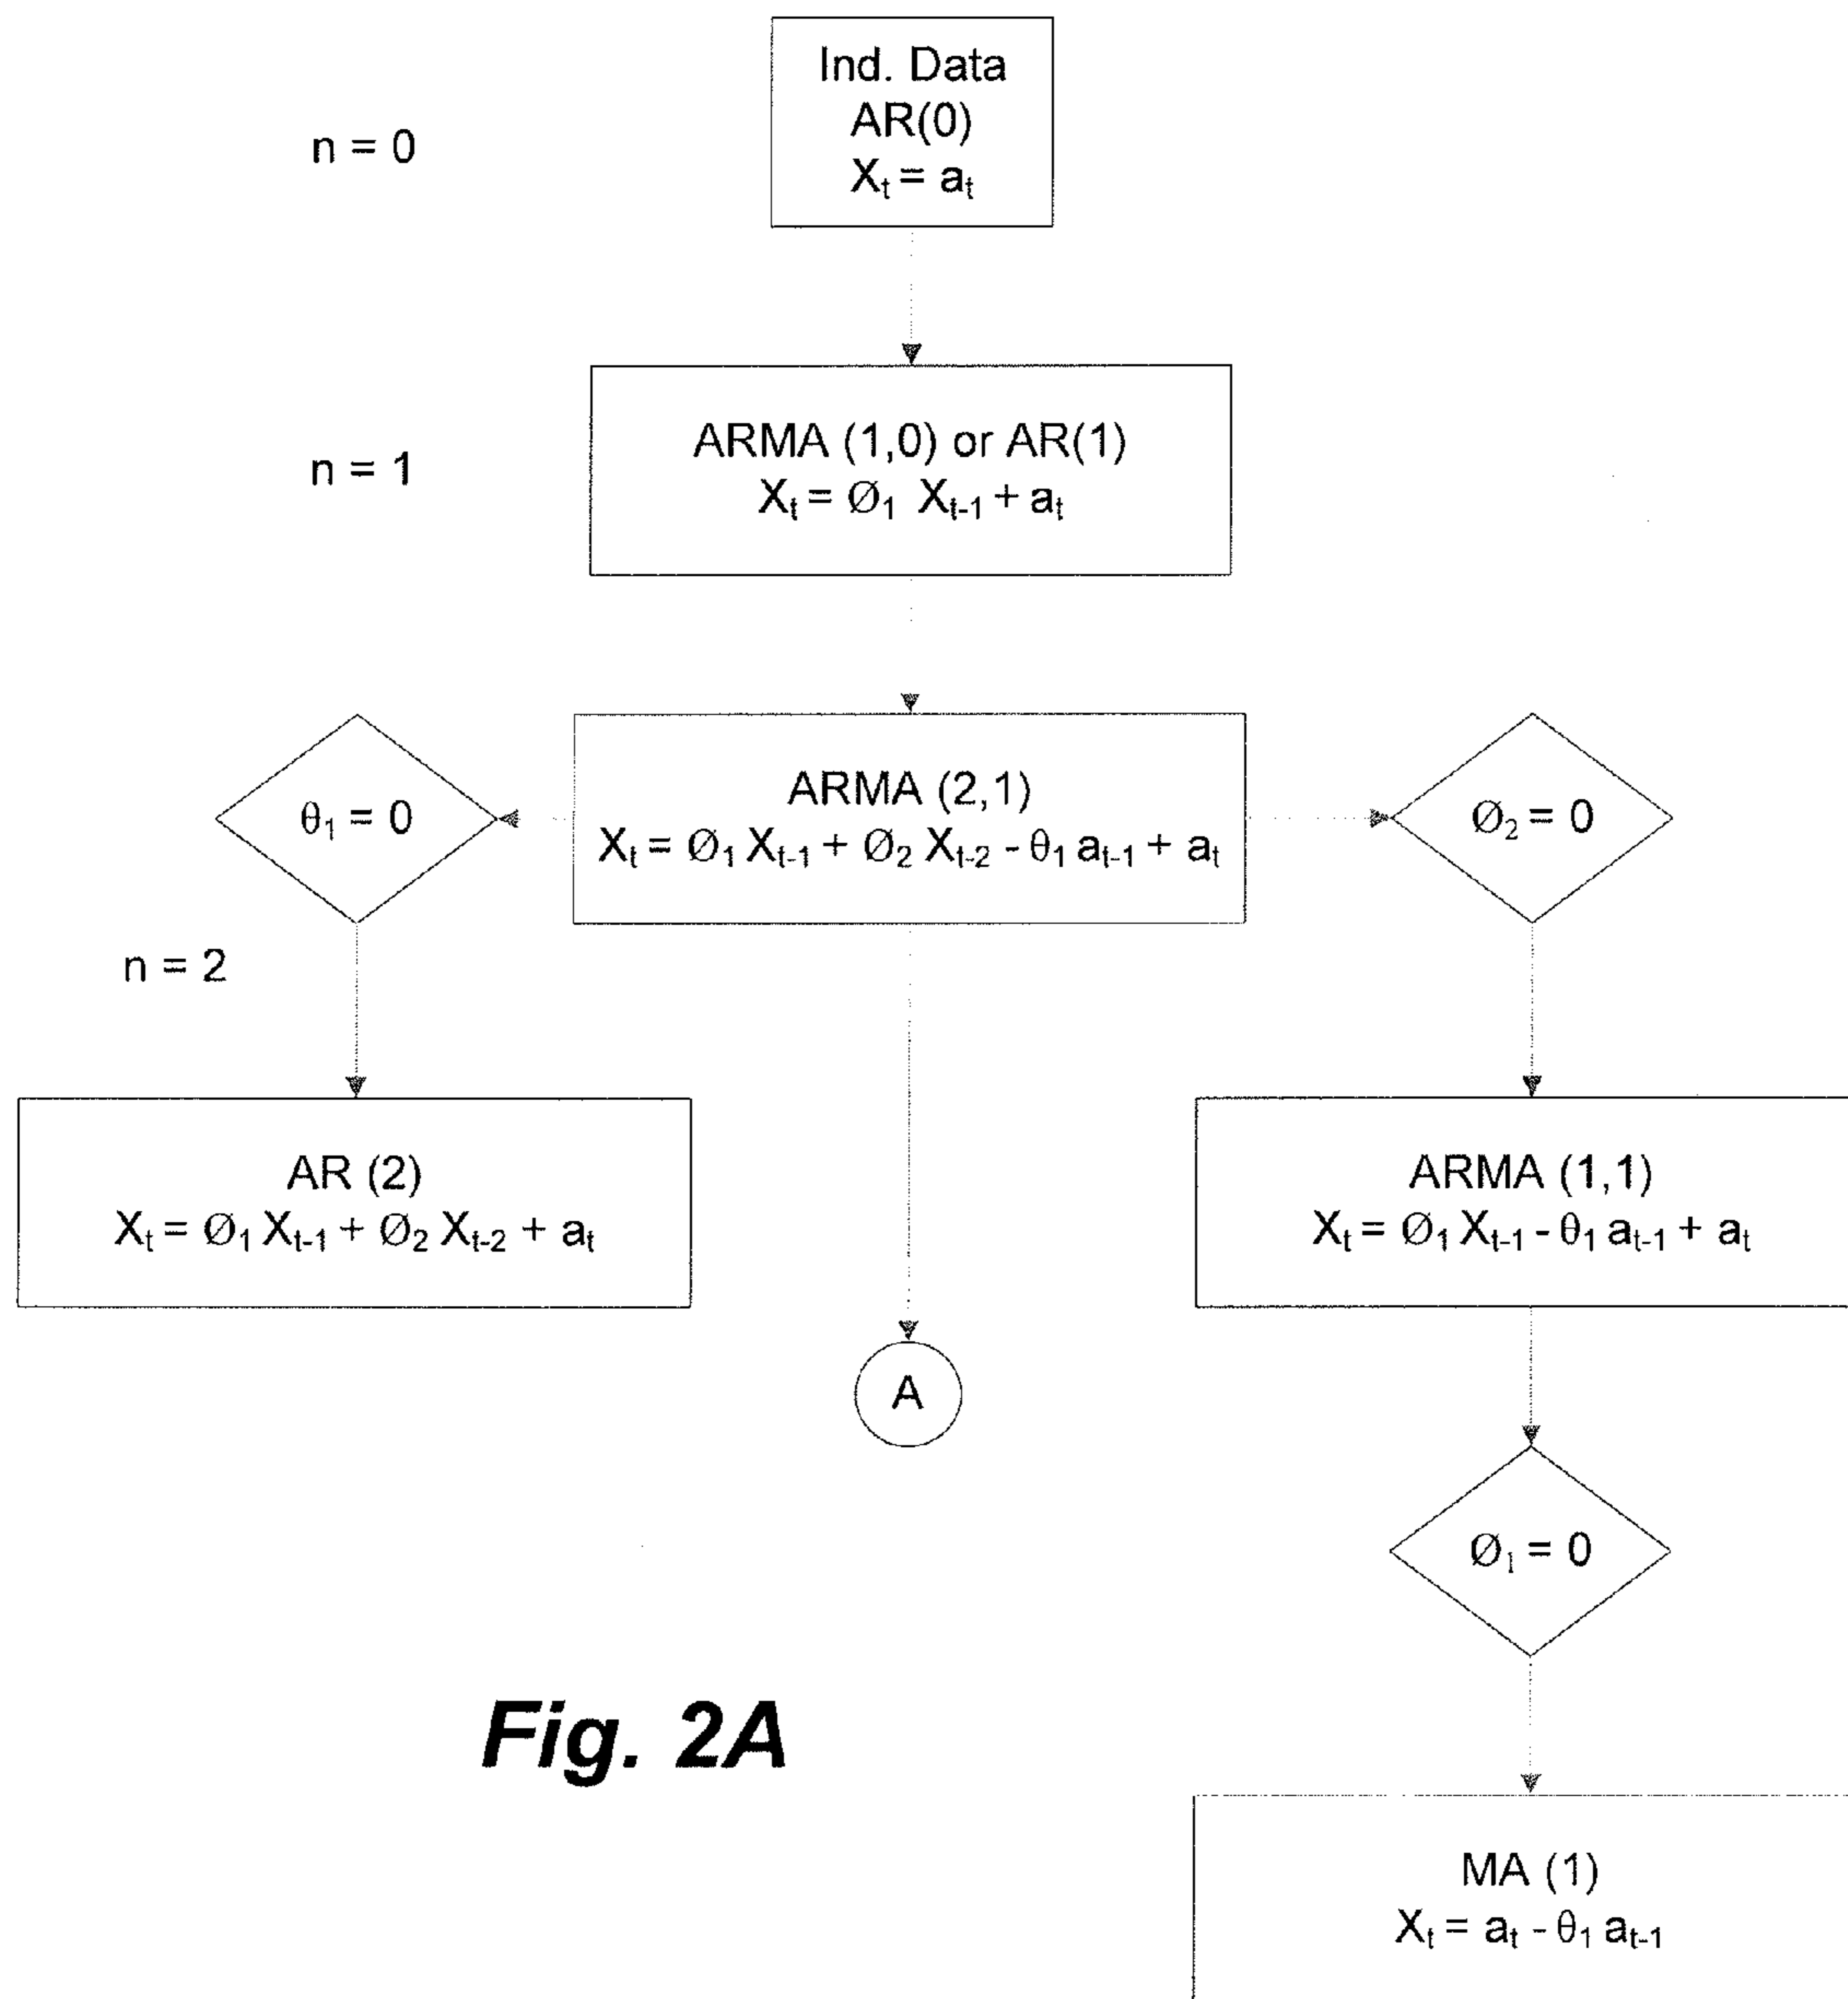 Ind. Data
AR(0)
n = 0
Xₜ = aₜ
ARMA (1,0) or AR(1)
n = 1
Xₜ = Ø₁ Xₜ₋₁ + aₜ
ARMA (2,1)
θ₁ = 0
Xₜ = Ø₁ Xₜ₋₁ + Ø₂ Xₜ₋₂ - θ₁ aₜ₋₁ + aₜ
Ø₂ = 0
n = 2
AR (2)
Xₜ = Ø₁ Xₜ₋₁ + Ø₂ Xₜ₋₂ + aₜ
ARMA (1,1)
Xₜ = Ø₁ Xₜ₋₁ - θ₁ aₜ₋₁ + aₜ
A
Ø₁ = 0
Fig. 2A
MA (1)
Xₜ = aₜ - θ₁ aₜ₋₁